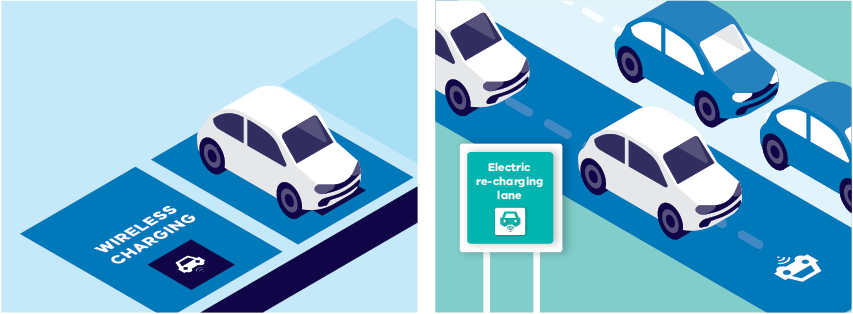 WIRELESS
CHARGING
Electric
re-charging
lane